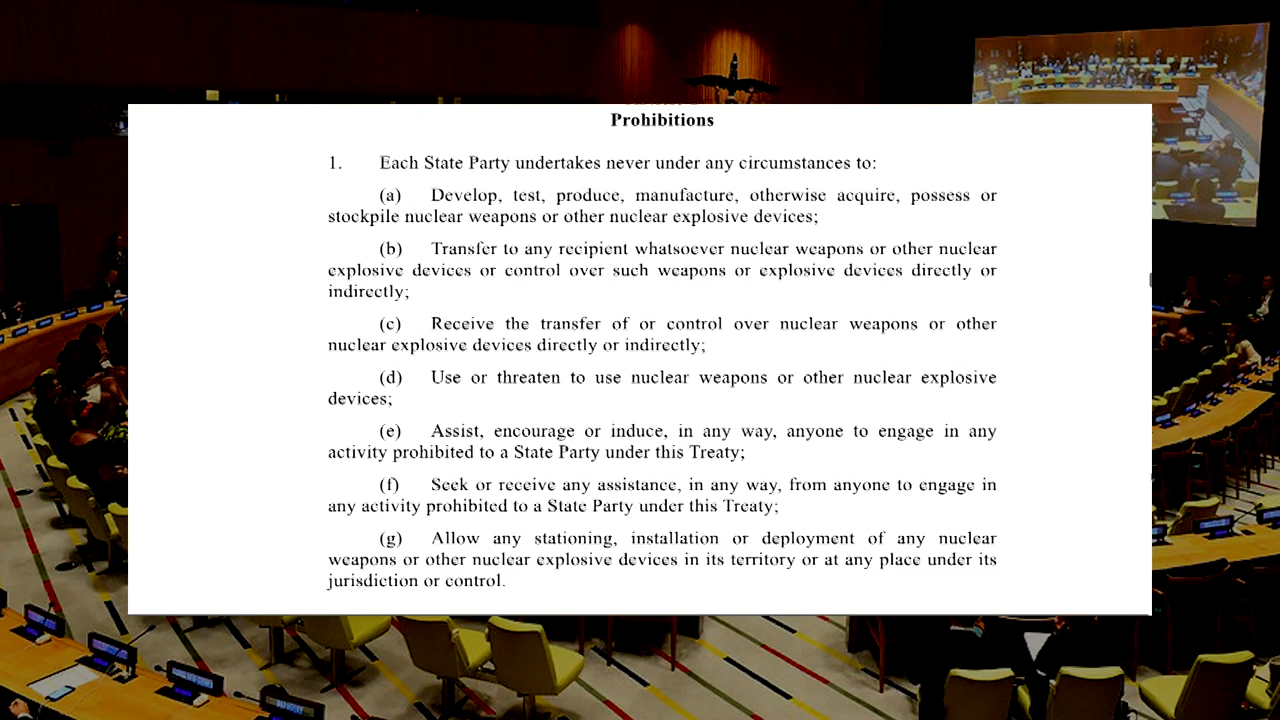 Prohibitions
1. Each State Party undertakes never under any circumstances to:
(a) Develop, test, produce, manufacture, otherwise acquire, possess or
stockpile nuclear weapons or other nuclear explosive devices;
(b) Transfer to any recipient whatsoever nuclear weapons or other nuclear
explosive devices or control over such weapons or explosive devices directly or
indirectly;
(c) Receive the transfer of or control over nuclear weapons or other
nuclear explosive devices directly or indirectly;
(d) Use or threaten to use nuclear weapons or other nuclear explosive
devices;
(e) Assist, encourage or induce, in any way, anyone to engage in any
activity prohibited to a State Party under this Treaty;
(f) Seek or receive any assistance, in any way, from anyone to engage in
any activity prohibited to a State Party under this Treaty;
(g) Allow any stationing, installation or deployment of any nuclear
weapons or other nuclear explosive devices in its territory or at any place under its
jurisdiction or control.